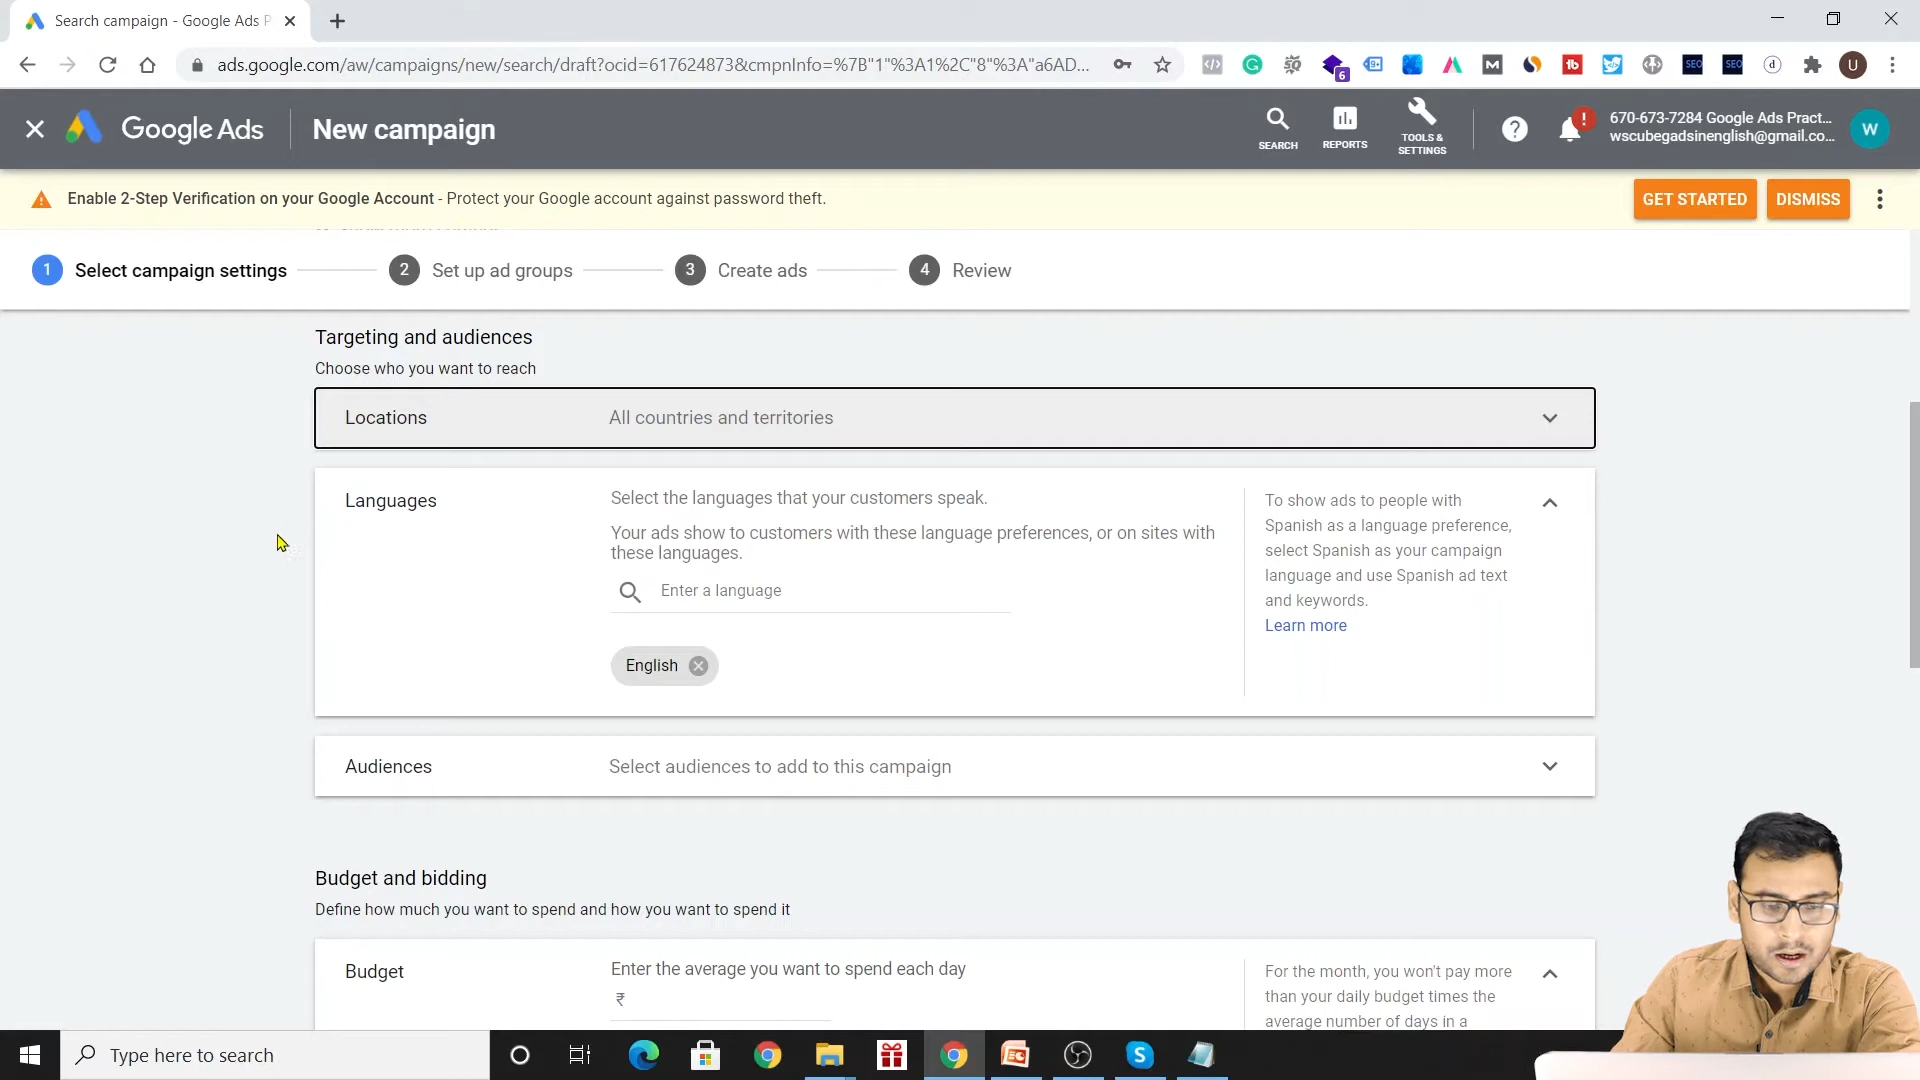 Search campaign - Google Ads P
ads.google.com/aw/campaigns/new/search/draft?ocid=617624873&cmpnInfo=%7B"1"%3A1%2C"8"%3A"a6AD...
6
SEO
SEO
U
Google Ads
New campaign
SEARCH
REPORTS
TOOLS &
SETTINGS
?
!
670-673-7284 Google Ads Pract...
wscubegadsinenglish@gmail.co...
W
Enable 2-Step Verification on your Google Account - Protect your Google account against password theft.
GET STARTED
DISMISS
1 Select campaign settings
2 Set up ad groups
3 Create ads
4 Review
Targeting and audiences
Choose who you want to reach
Locations
All countries and territories
Languages
Select the languages that your customers speak.
Your ads show to customers with these language preferences, or on sites with
these languages.
Enter a language
English
To show ads to people with
Spanish as a language preference,
select Spanish as your campaign
language and use Spanish ad text
and keywords.
Learn more
Audiences
Select audiences to add to this campaign
Budget and bidding
Define how much you want to spend and how you want to spend it
Budget
Enter the average you want to spend each day
₹
For the month, you won't pay more
than your daily budget times the
average number of days in a
Type here to search